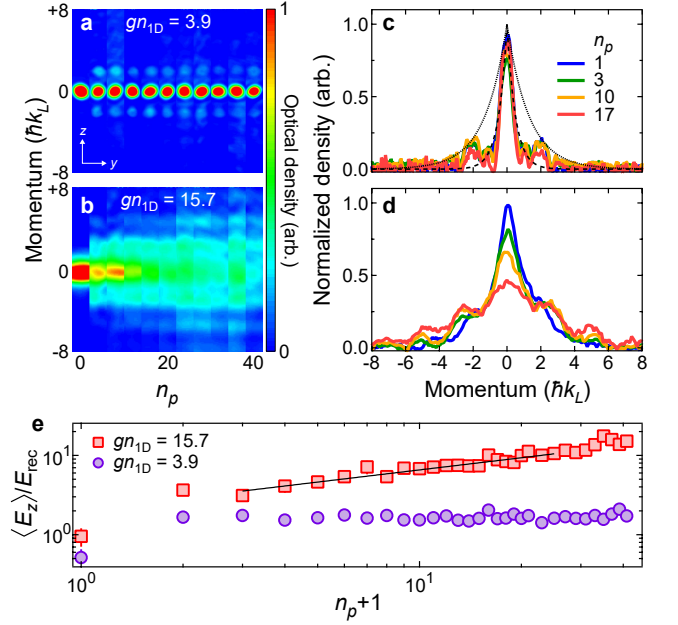 a gn1D = 3.9
+8
0
-8
Momentum (ħkL)
z
y
b gn1D = 15.7
+8
0
-8
0 20 40
np
1
0
Optical density (arb.)
c
np
1
3
10
17
1.0
0.5
0.0
d
1.0
0.5
0.0
Normalized density (arb.)
-8 -6 -4 -2 0 2 4 6 8
Momentum (ħkL)
e
gn1D = 15.7
gn1D = 3.9
10¹
10⁰
⟨Ez⟩/Erec
10⁰ 10¹
np+1